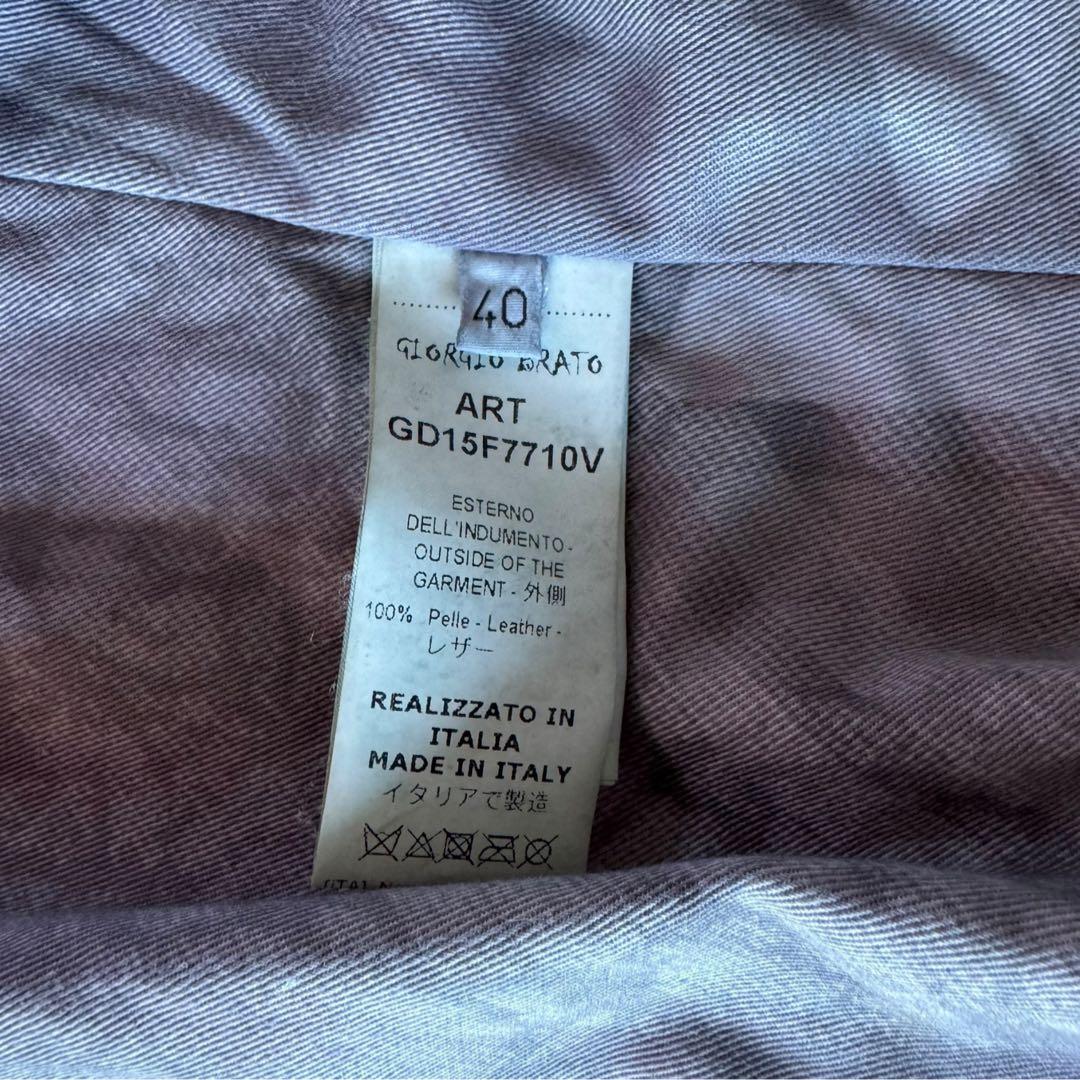 40
GIORGIO BRATO
ART
GD15F7710V
ESTERNO
DELL'INDUMENTO -
OUTSIDE OF THE
GARMENT - 外側
100% Pelle - Leather -
レザー
REALIZZATO IN
ITALIA
MADE IN ITALY
イタリアで製造